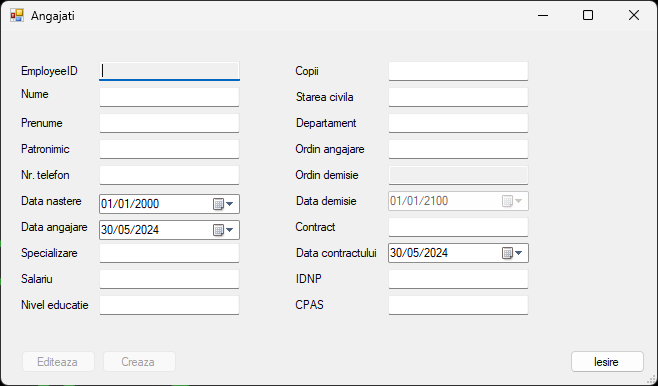 Angajati
EmployeeID
Nume
Prenume
Patronimic
Nr. telefon
Data nastere 01/01/2000
Data angajare 30/05/2024
Specializare
Salariu
Nivel educatie
Copii
Starea civila
Departament
Ordin angajare
Ordin demisie
Data demisie 01/01/2100
Contract
Data contractului 30/05/2024
IDNP
CPAS
Editeaza Creaza Iesire